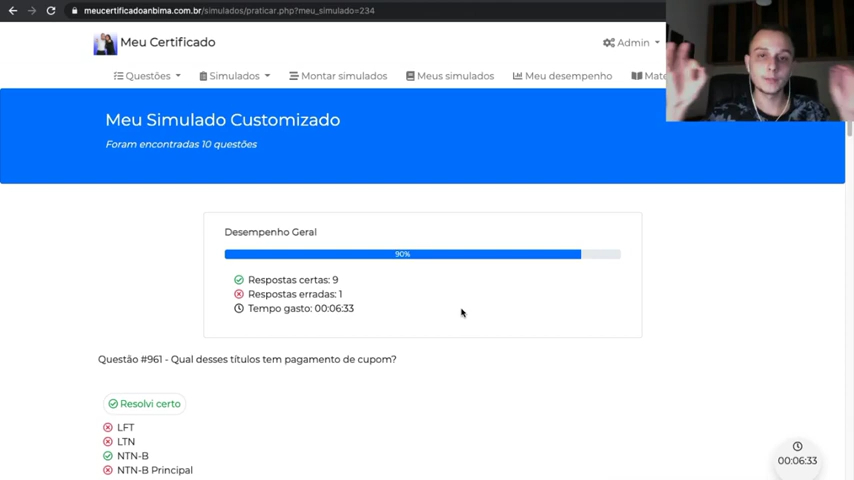 meucertificadoanbima.com.br/simulados/praticar.php?meu_simulado=234
Meu Certificado
Admin
Questões
Simulados
Montar simulados
Meus simulados
Meu desempenho
Meu Simulado Customizado
Foram encontradas 10 questões
Desempenho Geral
90%
Respostas certas: 9
Respostas erradas: 1
Tempo gasto: 00:06:33
Questão #961 - Qual desses títulos tem pagamento de cupom?
Resolvi certo
LFT
LTN
NTN-B
NTN-B Principal
00:06:33